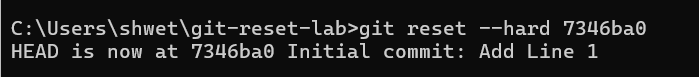 C:\Users\shwet\git-reset-lab>git reset --hard 7346ba0
HEAD is now at 7346ba0 Initial commit: Add Line 1